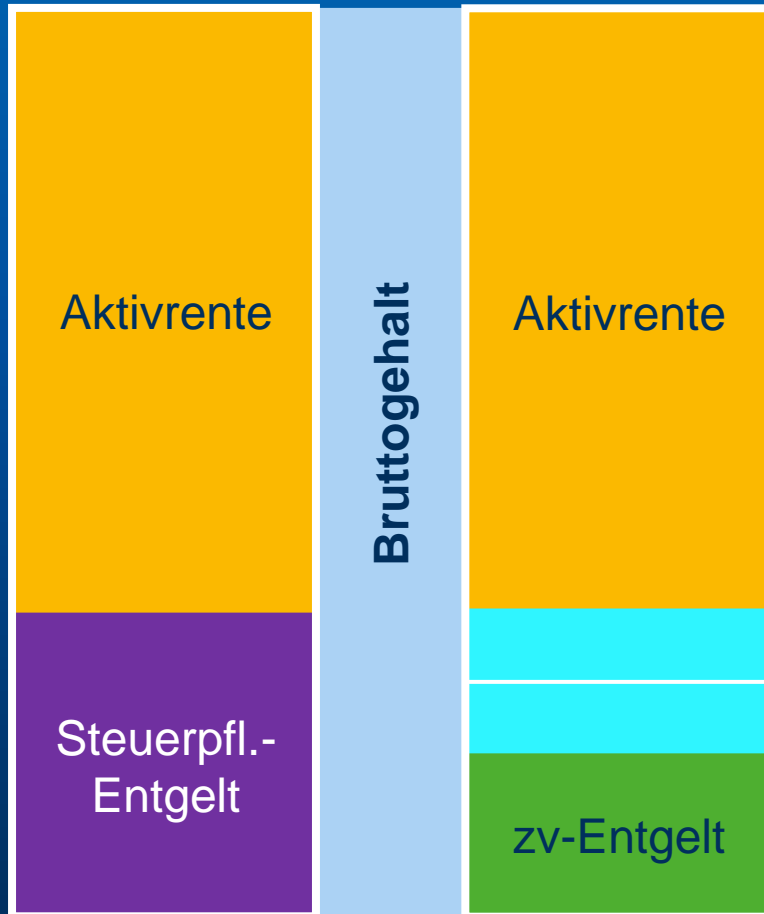 Aktivrente
Steuerpfl.-
Entgelt
Bruttogehalt
Aktivrente
zv-Entgelt